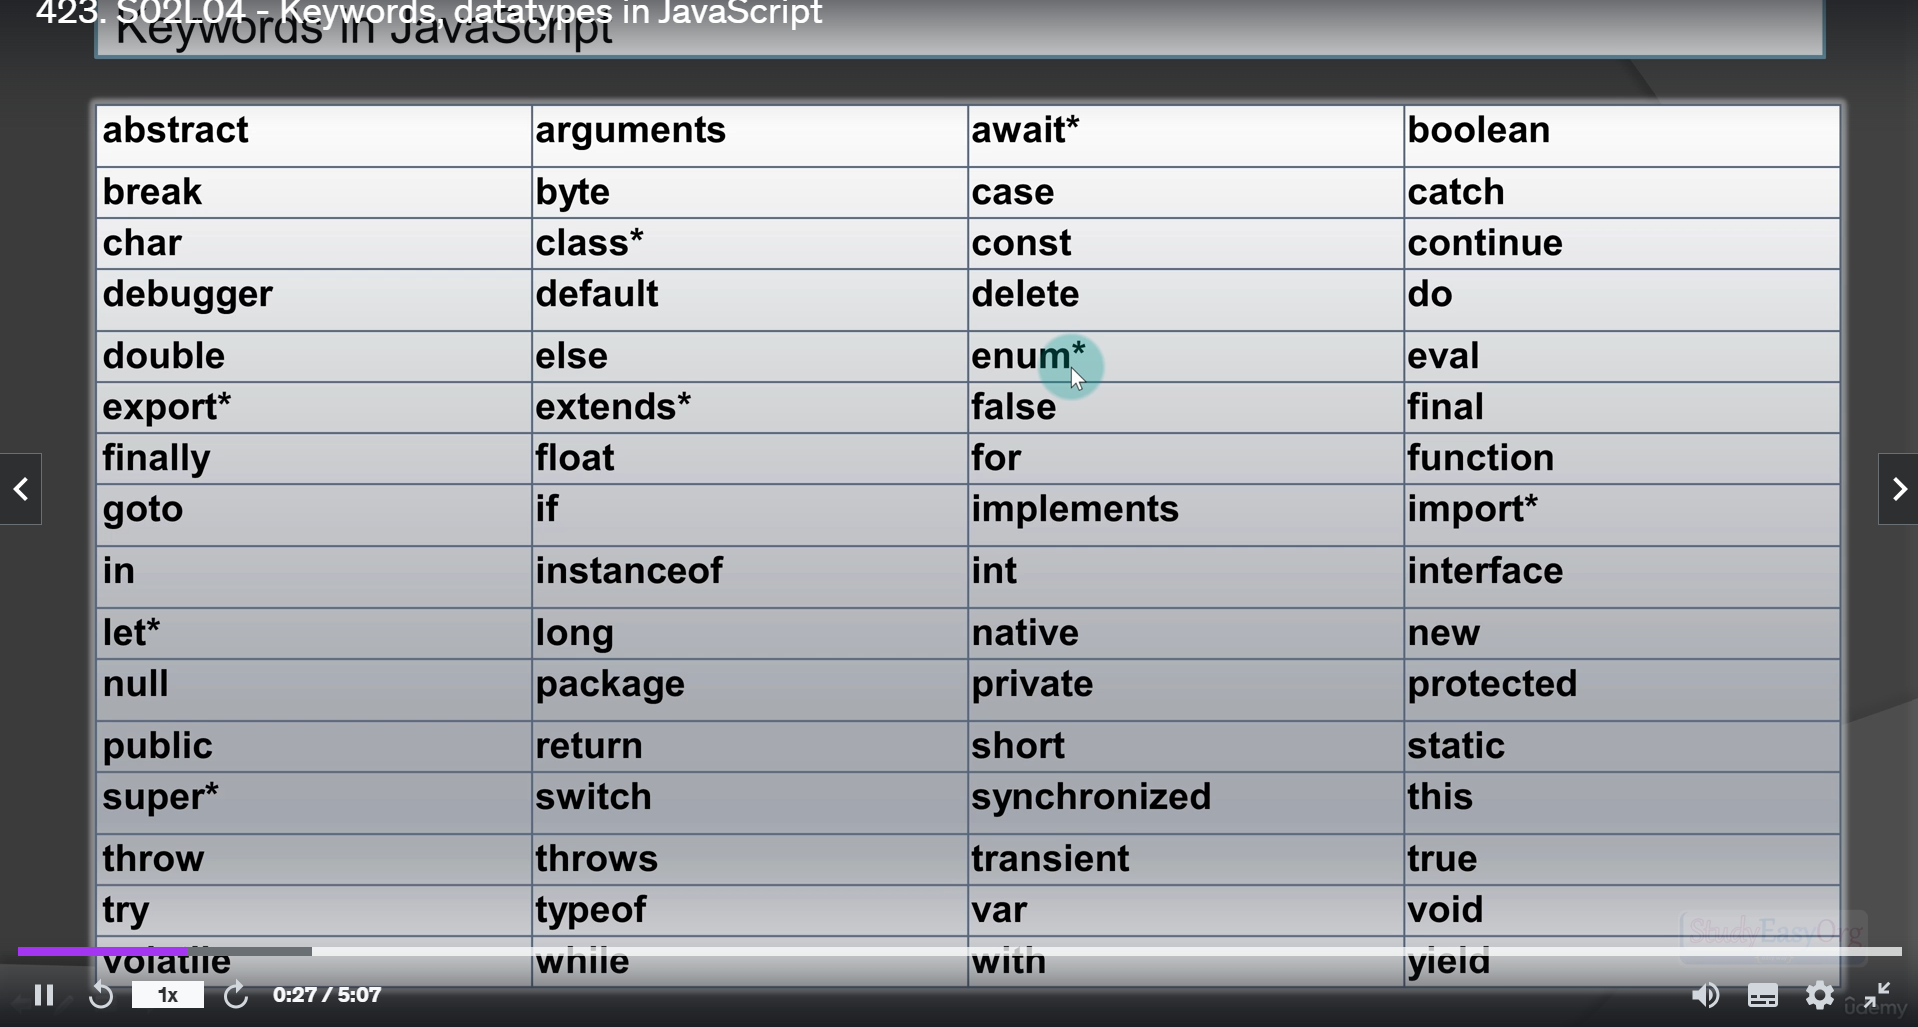 423. S02L04 - Keywords, datatypes in JavaScript
Keywords in JavaScript
abstract arguments await* boolean
break byte case catch
char class* const continue
debugger default delete do
double else enum* eval
export* extends* false final
finally float for function
goto if implements import*
in instanceof int interface
let* long native new
null package private protected
public return short static
super* switch synchronized this
throw throws transient true
try typeof var void
StudyEasyOrg
volatile while with yield
1x 0:27 / 5:07
ûdemy